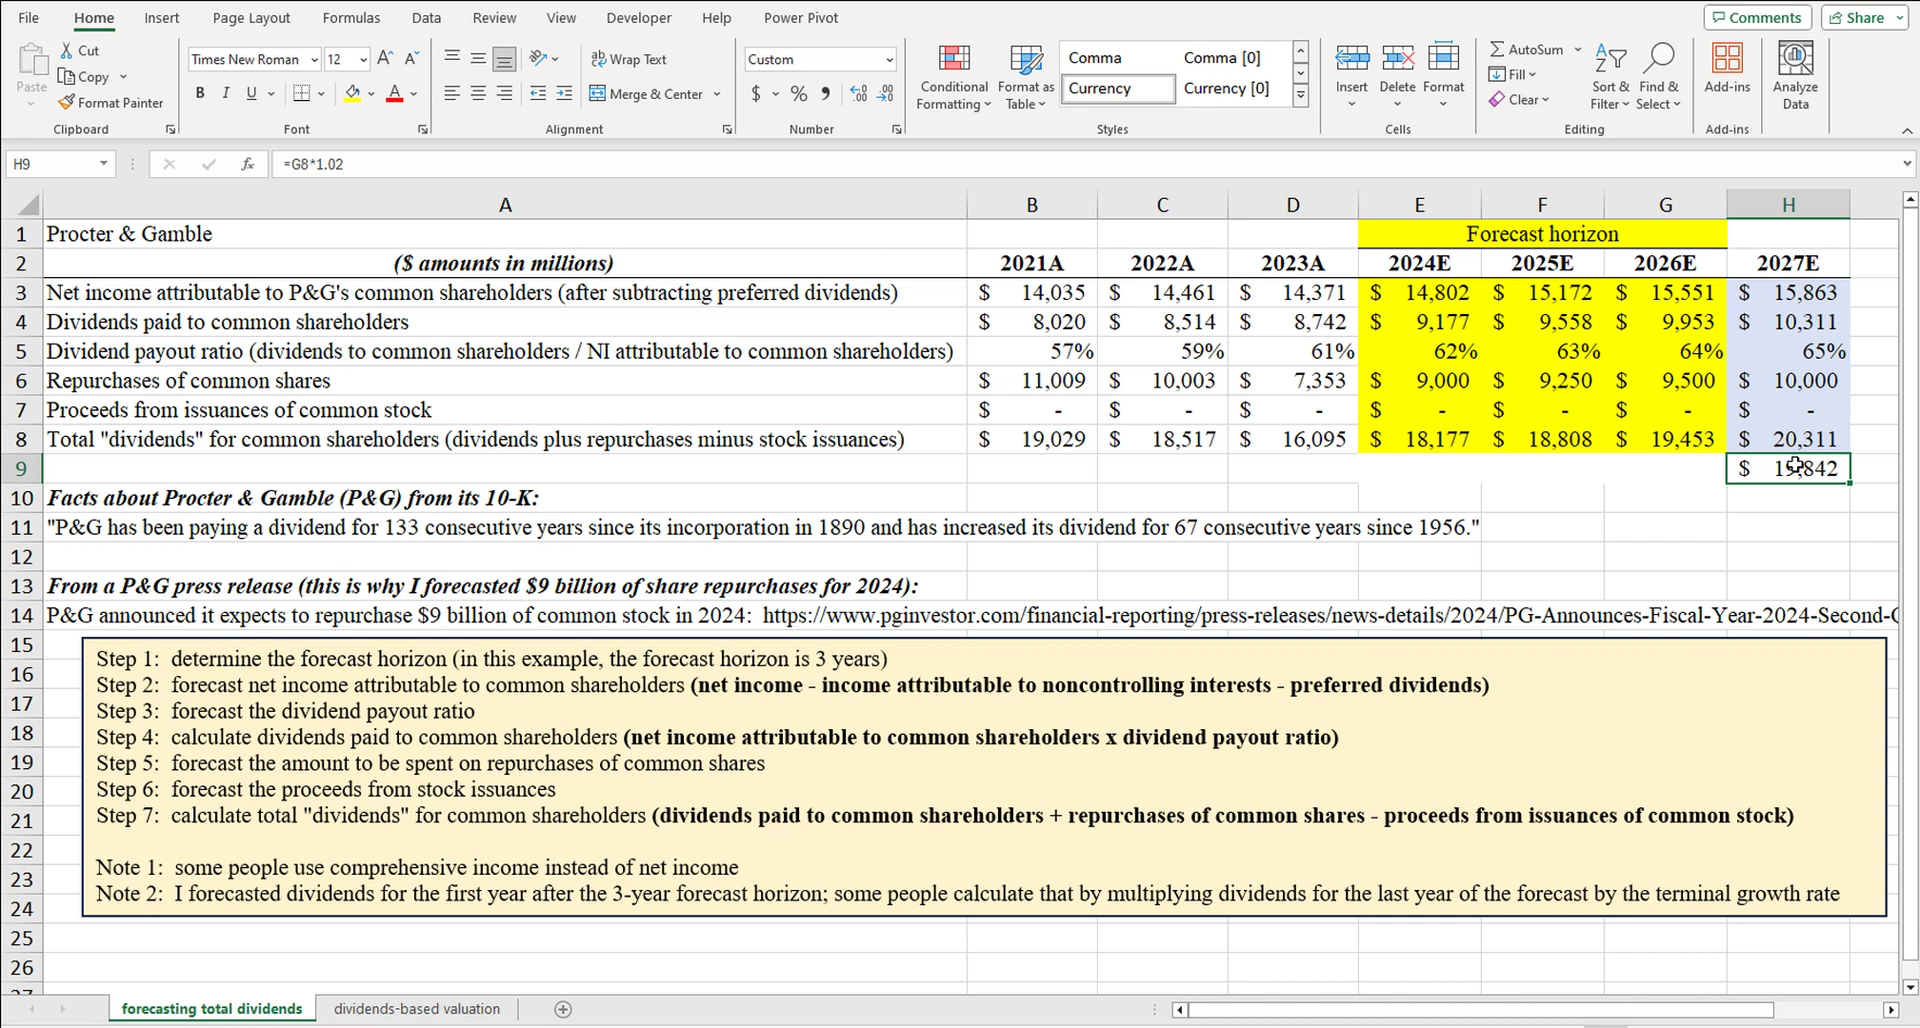 File Home Insert Page Layout Formulas Data Review View Developer Help Power Pivot Comments Share
Cut
Copy
Format Painter
Paste
Clipboard
Times New Roman 12 A A
B I U A
Font
ab Wrap Text
Merge & Center
Alignment
Custom
$ % 9 .00 .00
Number
Conditional Formatting
Format as Table
Comma Comma [0]
Currency Currency [0]
Styles
Insert Delete Format
Cells
AutoSum
Fill
Clear
Sort & Filter
Find & Select
Editing
Add-ins
Add-ins
Analyze Data
H9 fx =G8*1.02
A B C D E F G H
1 Procter & Gamble Forecast horizon
2 ($ amounts in millions) 2021A 2022A 2023A 2024E 2025E 2026E 2027E
3 Net income attributable to P&G's common shareholders (after subtracting preferred dividends) $ 14,035 $ 14,461 $ 14,371 $ 14,802 $ 15,172 $ 15,551 $ 15,863
4 Dividends paid to common shareholders $ 8,020 $ 8,514 $ 8,742 $ 9,177 $ 9,558 $ 9,953 $ 10,311
5 Dividend payout ratio (dividends to common shareholders / NI attributable to common shareholders) 57% 59% 61% 62% 63% 64% 65%
6 Repurchases of common shares $ 11,009 $ 10,003 $ 7,353 $ 9,000 $ 9,250 $ 9,500 $ 10,000
7 Proceeds from issuances of common stock $ - $ - $ - $ - $ - $ - $ -
8 Total "dividends" for common shareholders (dividends plus repurchases minus stock issuances) $ 19,029 $ 18,517 $ 16,095 $ 18,177 $ 18,808 $ 19,453 $ 20,311
9 $ 19,842
10 Facts about Procter & Gamble (P&G) from its 10-K:
11 "P&G has been paying a dividend for 133 consecutive years since its incorporation in 1890 and has increased its dividend for 67 consecutive years since 1956."
12
13 From a P&G press release (this is why I forecasted $9 billion of share repurchases for 2024):
14 P&G announced it expects to repurchase $9 billion of common stock in 2024: https://www.pginvestor.com/financial-reporting/press-releases/news-details/2024/PG-Announces-Fiscal-Year-2024-Second-
15
16
17
18
19
20
21
22
23
24
25
26
Step 1: determine the forecast horizon (in this example, the forecast horizon is 3 years)
Step 2: forecast net income attributable to common shareholders (net income - income attributable to noncontrolling interests - preferred dividends)
Step 3: forecast the dividend payout ratio
Step 4: calculate dividends paid to common shareholders (net income attributable to common shareholders x dividend payout ratio)
Step 5: forecast the amount to be spent on repurchases of common shares
Step 6: forecast the proceeds from stock issuances
Step 7: calculate total "dividends" for common shareholders (dividends paid to common shareholders + repurchases of common shares - proceeds from issuances of common stock)
Note 1: some people use comprehensive income instead of net income
Note 2: I forecasted dividends for the first year after the 3-year forecast horizon; some people calculate that by multiplying dividends for the last year of the forecast by the terminal growth rate
forecasting total dividends dividends-based valuation